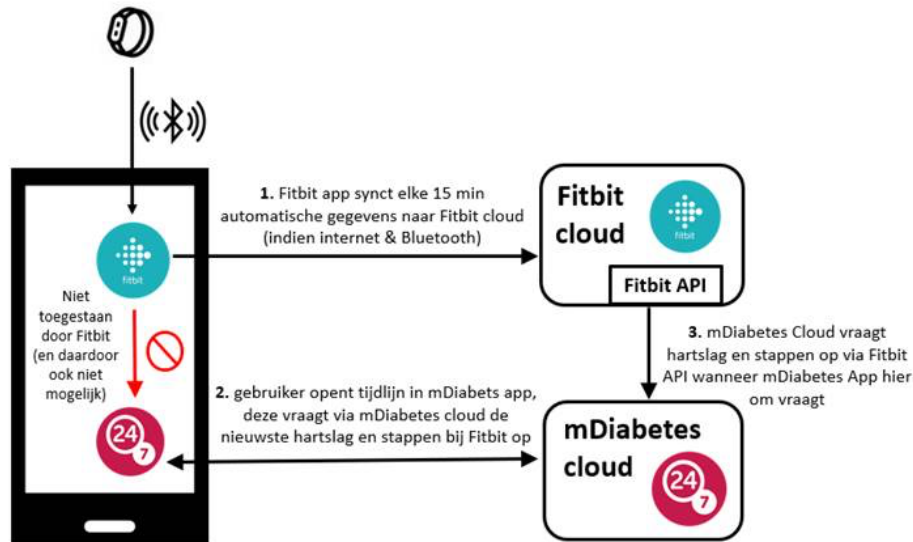 1. Fitbit app synct elke 15 min
automatische gegevens naar Fitbit cloud
(indien internet & Bluetooth)
Fitbit
cloud
fitbit
Fitbit API
fitbit
Niet
toegestaan
door Fitbit
(en daardoor
ook niet
mogelijk)
3. mDiabetes Cloud vraagt
hartslag en stappen op via Fitbit
API wanneer mDiabetes App hier
om vraagt
2. gebruiker opent tijdlijn in mDiabets app,
deze vraagt via mDiabetes cloud de
nieuwste hartslag en stappen bij Fitbit op
24
7
mDiabetes
cloud
24
7